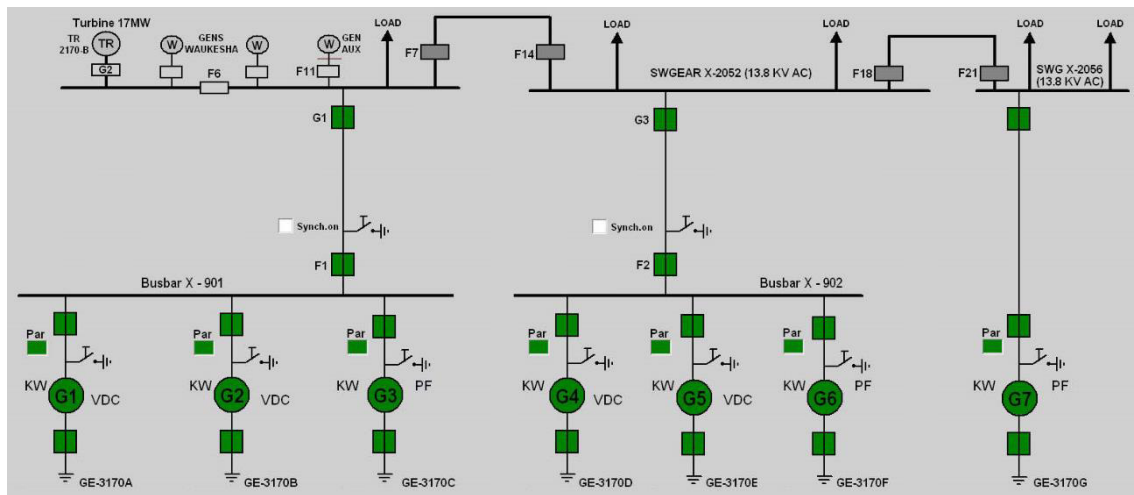 Turbine 17MW
TR
2170-B
TR
G2
W
GENS
WAUKESHA
W
F6
W
GEN
AUX
F11
LOAD
F7
F14
LOAD
SWGEAR X-2052 (13.8 KV AC)
LOAD
F18
F21
LOAD
LOAD
SWG X-2056
(13.8 KV AC)
G1
G3
Synch.on
Synch.on
F1
F2
Busbar X - 901
Busbar X - 902
Par
Par
Par
Par
Par
Par
Par
KW
G1
VDC
KW
G2
VDC
KW
G3
PF
KW
G4
VDC
KW
G5
VDC
KW
G6
PF
KW
G7
PF
GE-3170A
GE-3170B
GE-3170C
GE-3170D
GE-3170E
GE-3170F
GE-3170G